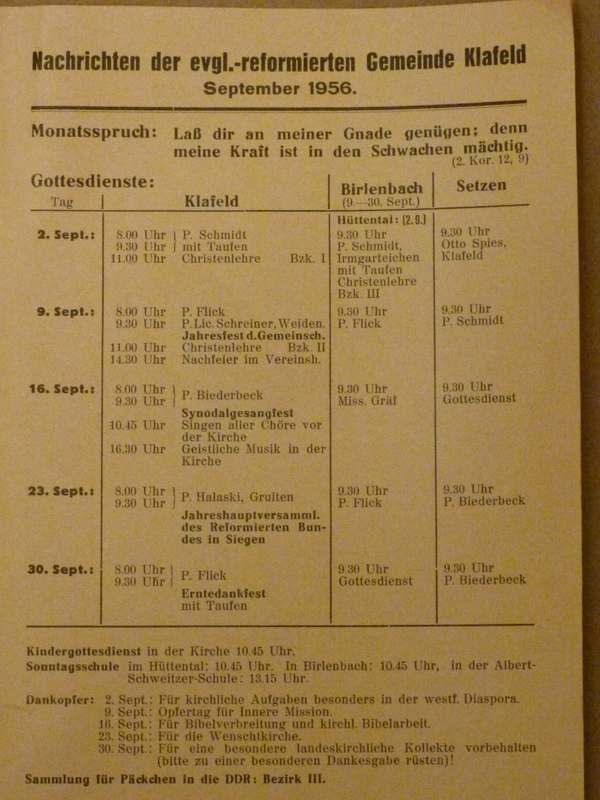 Nachrichten der evgl.-reformierten Gemeinde Klafeld
September 1956.
Monatsspruch: Laß dir an meiner Gnade genügen; denn
meine Kraft ist in den Schwachen mächtig.
(2. Kor. 12, 9)
Gottesdienste:
Tag
Klafeld
Birlenbach
(9.—30. Sept.)
Setzen
2. Sept.:
8.00 Uhr } P. Schmidt
9.30 Uhr } mit Taufen
11.00 Uhr Christenlehre Bzk. I
Hüttental: (2.9.)
9.30 Uhr
P. Schmidt,
Irmgarteichen
mit Taufen
Christenlehre
Bzk. III
9.30 Uhr
Otto Spies,
Klafeld
9. Sept.:
8.00 Uhr P. Flick
9.30 Uhr P. Lic. Schreiner, Weiden.
Jahresfest d. Gemeinsch.
11.00 Uhr Christenlehre Bzk. II
14.30 Uhr Nachfeier im Vereinsh.
9.30 Uhr
P. Flick
9.30 Uhr
P. Schmidt
16. Sept.:
8.00 Uhr }
9.30 Uhr } P. Biederbeck
Synodalgesangfest
10.45 Uhr Singen aller Chöre vor
der Kirche
16.30 Uhr Geistliche Musik in der
Kirche
9.30 Uhr
Miss. Gräf
9.30 Uhr
Gottesdienst
23. Sept.:
8.00 Uhr }
9.30 Uhr } P. Halaski, Gruiten
Jahreshauptversamml.
des Reformierten Bun-
des in Siegen
9.30 Uhr
P. Flick
9.30 Uhr
P. Biederbeck
30. Sept.:
8.00 Uhr }
9.30 Uhr } P. Flick
Erntedankfest
mit Taufen
9.30 Uhr
Gottesdienst
9.30 Uhr
P. Biederbeck
Kindergottesdienst in der Kirche 10.45 Uhr.
Sonntagsschule im Hüttental: 10.45 Uhr. In Birlenbach: 10.45 Uhr, in der Albert-
Schweitzer-Schule: 13.15 Uhr.
Dankopfer: 2. Sept.: Für kirchliche Aufgaben besonders in der westf. Diaspora.
9. Sept.: Opfertag für Innere Mission.
16. Sept.: Für Bibelverbreitung und kirchl. Bibelarbeit.
23. Sept.: Für die Wenschtkirche.
30. Sept.: Für eine besondere landeskirchliche Kollekte vorbehalten
(bitte zu einer besonderen Dankesgabe rüsten)!
Sammlung für Päckchen in die DDR: Bezirk III.